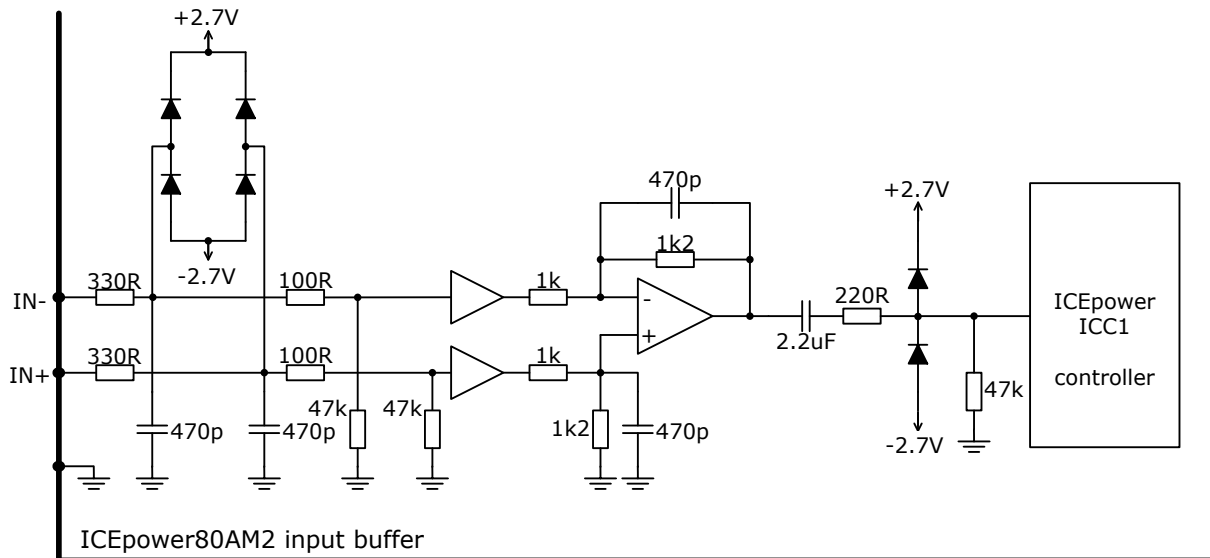 +2.7V
-2.7V
IN-
330R
100R
1k
470p
1k2
-
+
IN+
330R
100R
1k
47k
47k
470p
470p
1k2
470p
2.2uF
220R
+2.7V
-2.7V
47k
ICEpower
ICC1
controller
ICEpower80AM2 input buffer